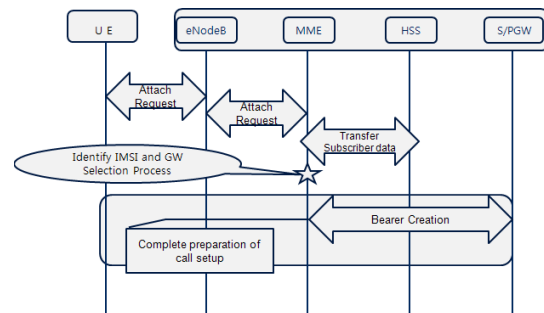 U E
eNodeB
MME
HSS
S/PGW
Attach
Request
Attach
Request
Transfer
Subscriber data
Identify IMSI and GW
Selection Process
Bearer Creation
Complete preparation of
call setup